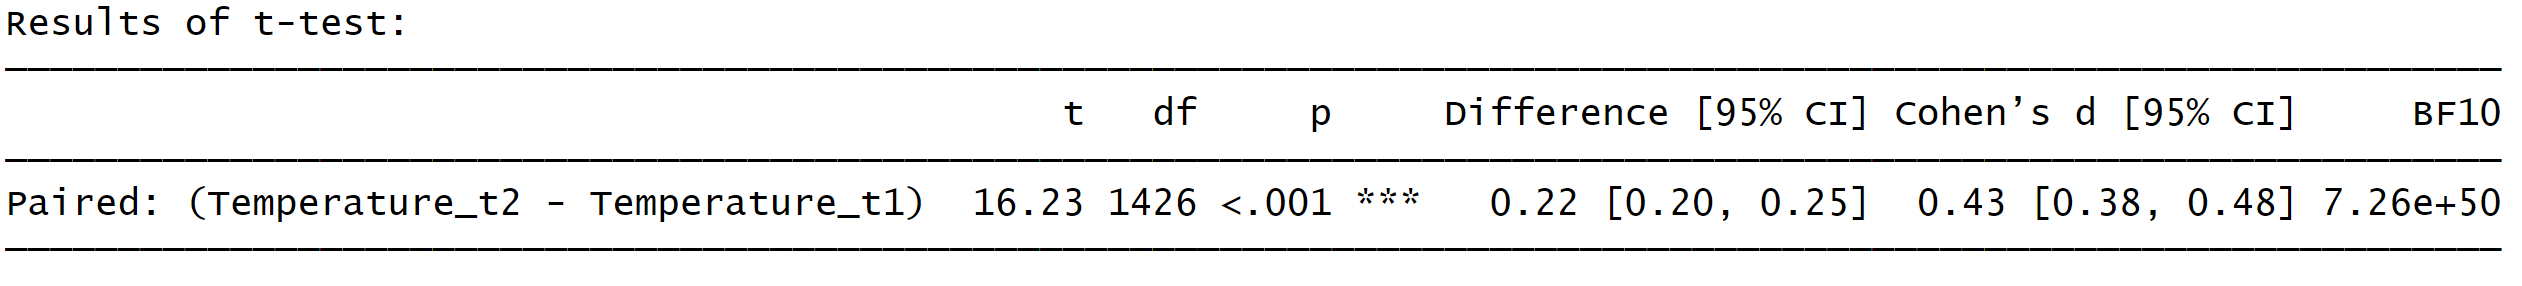 Results of t-test:
t df p Difference [95% CI] Cohen’s d [95% CI] BF10
Paired: (Temperature_t2 - Temperature_t1) 16.23 1426 <.001 *** 0.22 [0.20, 0.25] 0.43 [0.38, 0.48] 7.26e+50